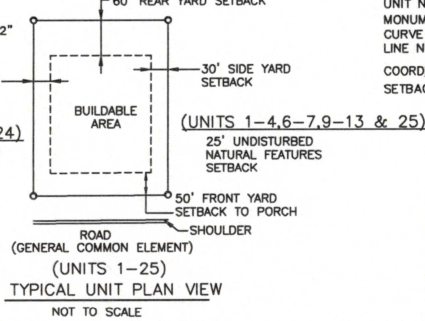 60' REAR YARD SETBACK
2"
30' SIDE YARD
SETBACK
BUILDABLE
AREA
24)
(UNITS 1-4,6-7,9-13 & 25)
25' UNDISTURBED
NATURAL FEATURES
SETBACK
50' FRONT YARD
SETBACK TO PORCH
SHOULDER
ROAD
(GENERAL COMMON ELEMENT)
(UNITS 1-25)
TYPICAL UNIT PLAN VIEW
NOT TO SCALE
UNIT N
MONUM
CURVE
LINE N
COORD
SETBA